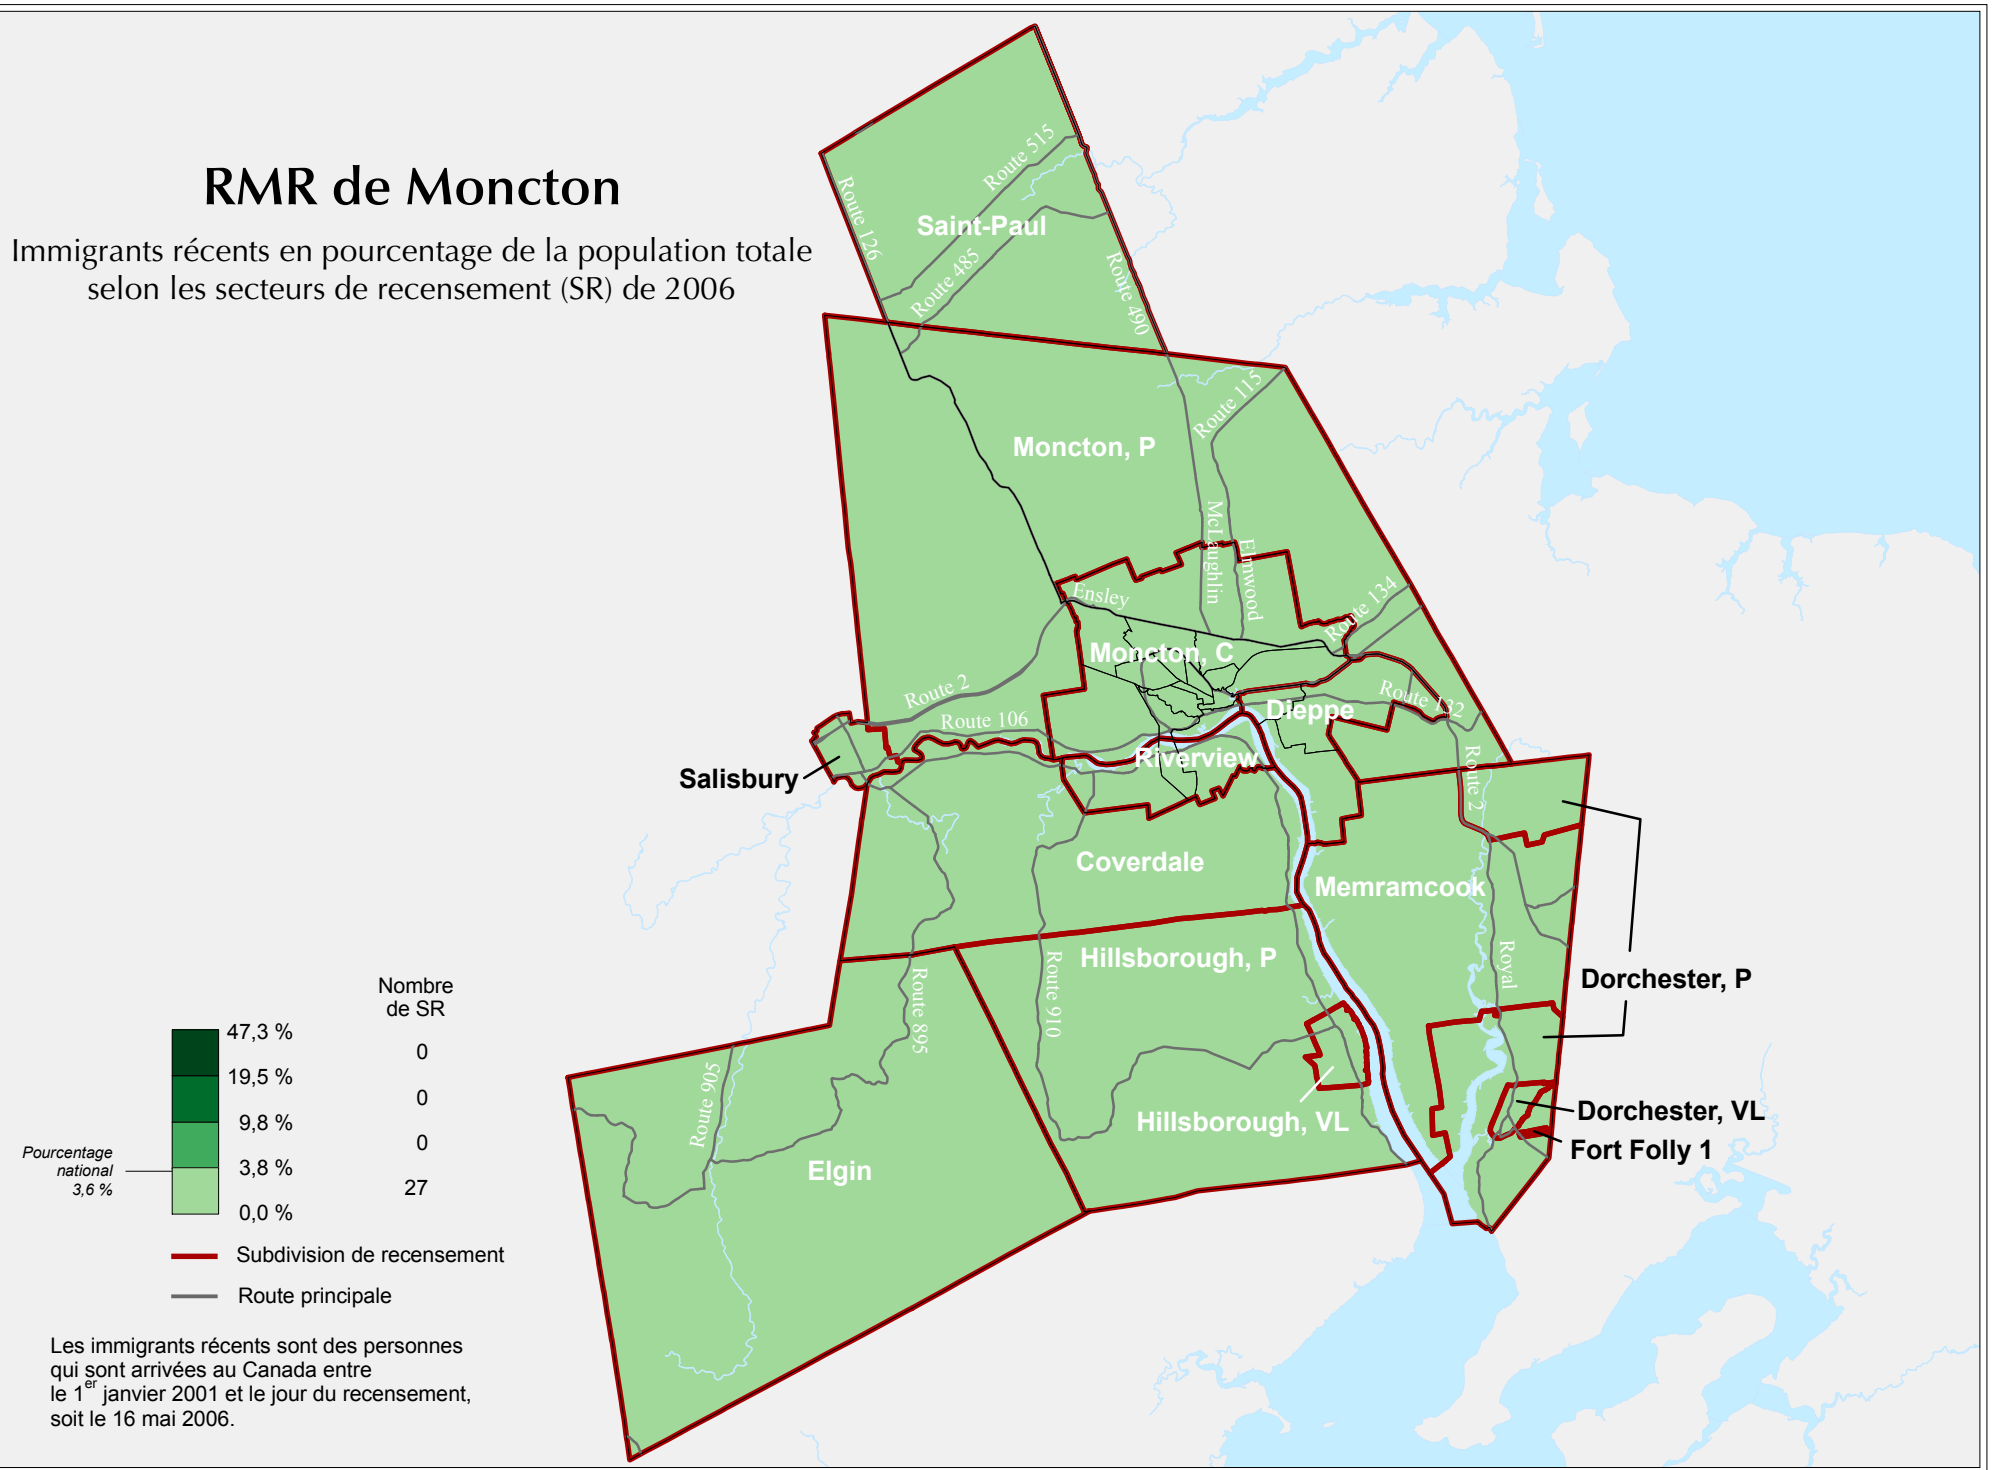 RMR de Moncton
Immigrants récents en pourcentage de la population totale
selon les secteurs de recensement (SR) de 2006
Route 515
Route 126
Saint-Paul
Route 485
Route 490
Route 115
Moncton, P
McLaughlin
Elmwood
Ensley
Route 134
Moncton, C
Route 2
Route 106
Dieppe
Route 132
Riverview
Route 2
Salisbury
Coverdale
Memramcook
Royal
Hillsborough, P
Route 910
Route 895
Dorchester, P
Route 905
Hillsborough, VL
Dorchester, VL
Fort Folly 1
Elgin
Nombre
de SR
47,3 %
0
19,5 %
0
9,8 %
0
3,8 %
27
0,0 %
Pourcentage
national
3,6 %
Subdivision de recensement
Route principale
Les immigrants récents sont des personnes
qui sont arrivées au Canada entre
le 1er janvier 2001 et le jour du recensement,
soit le 16 mai 2006.